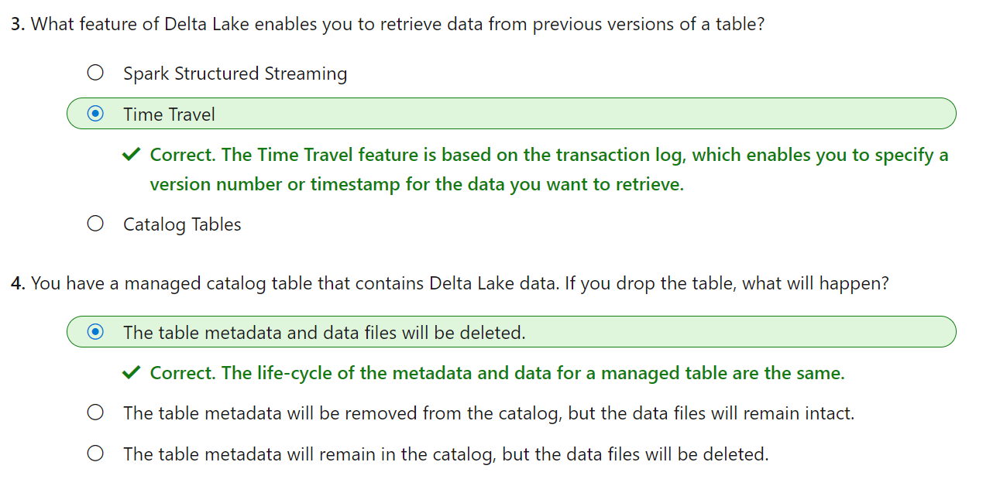 3. What feature of Delta Lake enables you to retrieve data from previous versions of a table?
Spark Structured Streaming
Time Travel
Correct. The Time Travel feature is based on the transaction log, which enables you to specify a
version number or timestamp for the data you want to retrieve.
Catalog Tables
4. You have a managed catalog table that contains Delta Lake data. If you drop the table, what will happen?
The table metadata and data files will be deleted.
Correct. The life-cycle of the metadata and data for a managed table are the same.
The table metadata will be removed from the catalog, but the data files will remain intact.
The table metadata will remain in the catalog, but the data files will be deleted.